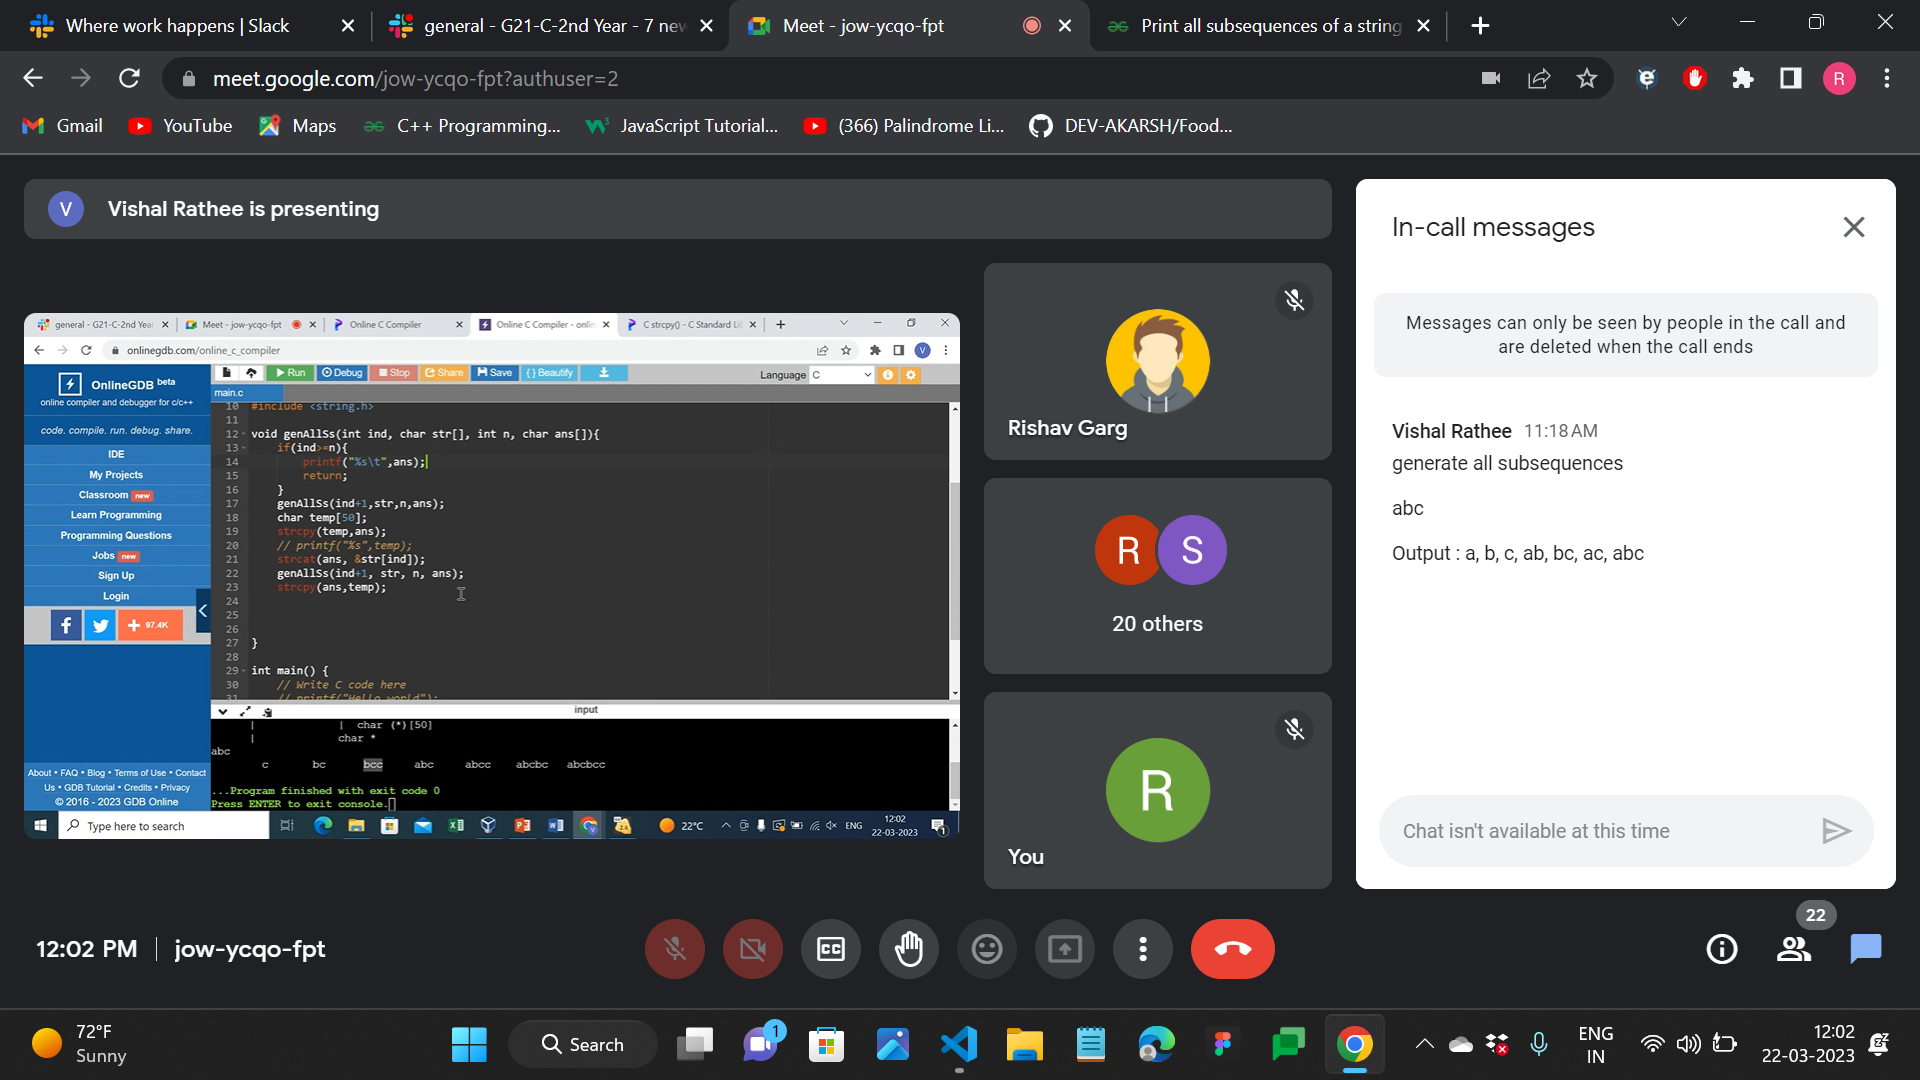 Where work happens | Slack
general - G21-C-2nd Year - 7 new
Meet - jow-ycqo-fpt
Print all subsequences of a string
meet.google.com/jow-ycqo-fpt?authuser=2
R
Gmail
YouTube
Maps
C++ Programming...
JavaScript Tutorial...
(366) Palindrome Li...
DEV-AKARSH/Food...
V
Vishal Rathee is presenting
general - G21-C-2nd Year
Meet - jow-ycqo-fpt
Online C Compiler
Online C Compiler - onlin
C strcpy() - C Standard Li
onlinegdb.com/online_c_compiler
V
OnlineGDB beta
online compiler and debugger for c/c++
code. compile. run. debug. share.
IDE
My Projects
Classroom new
Learn Programming
Programming Questions
Jobs new
Sign Up
Login
97.4K
About • FAQ • Blog • Terms of Use • Contact
Us • GDB Tutorial • Credits • Privacy
© 2016 - 2023 GDB Online
Run
Debug
Stop
Share
Save
{ } Beautify
Language C
main.c
10 #include <string.h>
11
12 void genAllSs(int ind, char str[], int n, char ans[]){
13 if(ind>=n){
14 printf("%s\t",ans);
15 return;
16 }
17 genAllSs(ind+1,str,n,ans);
18 char temp[50];
19 strcpy(temp,ans);
20 // printf("%s",temp);
21 strcat(ans, &str[ind]);
22 genAllSs(ind+1, str, n, ans);
23 strcpy(ans,temp);
24
25
26
27 }
28
29 int main() {
30 // Write C code here
31 // printf("Hello world");
input
| | char (*)[50]
| char *
abc
c bc bcc abc abcc abcbc abcbcc
...Program finished with exit code 0
Press ENTER to exit console.
Type here to search
22°C
ENG
12:02
22-03-2023
1
Rishav Garg
R
S
20 others
R
You
In-call messages
Messages can only be seen by people in the call and
are deleted when the call ends
Vishal Rathee 11:18 AM
generate all subsequences
abc
Output : a, b, c, ab, bc, ac, abc
Chat isn't available at this time
12:02 PM | jow-ycqo-fpt
CC
22
72°F
Sunny
Search
1
ENG
IN
12:02
22-03-2023